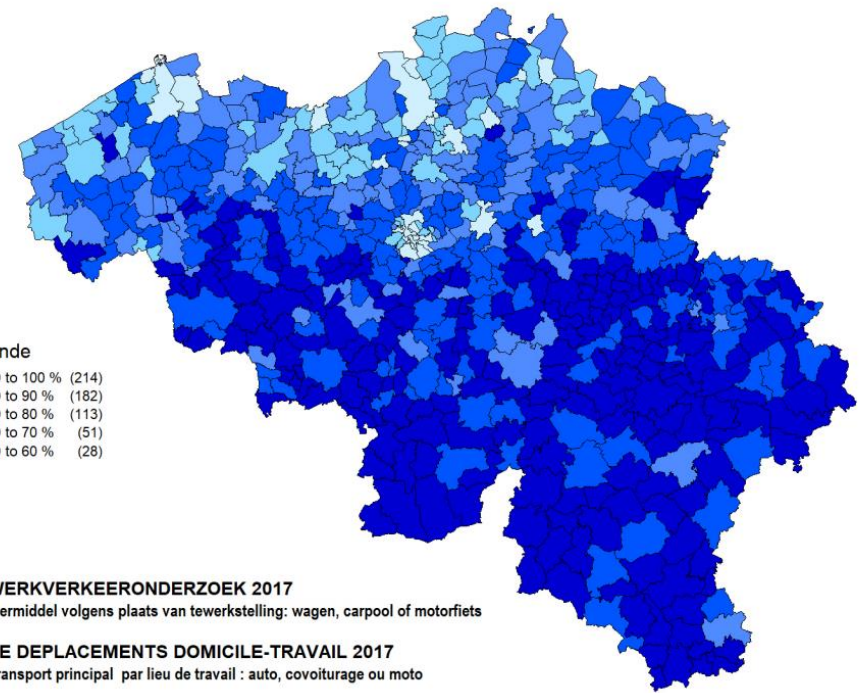 nde
to 100 % (214)
to 90 % (182)
to 80 % (113)
to 70 % (51)
to 60 % (28)
WERKVERKEERONDERZOEK 2017
ermiddel volgens plaats van tewerkstelling: wagen, carpool of motorfiets
E DEPLACEMENTS DOMICILE-TRAVAIL 2017
ransport principal par lieu de travail : auto, covoiturage ou moto